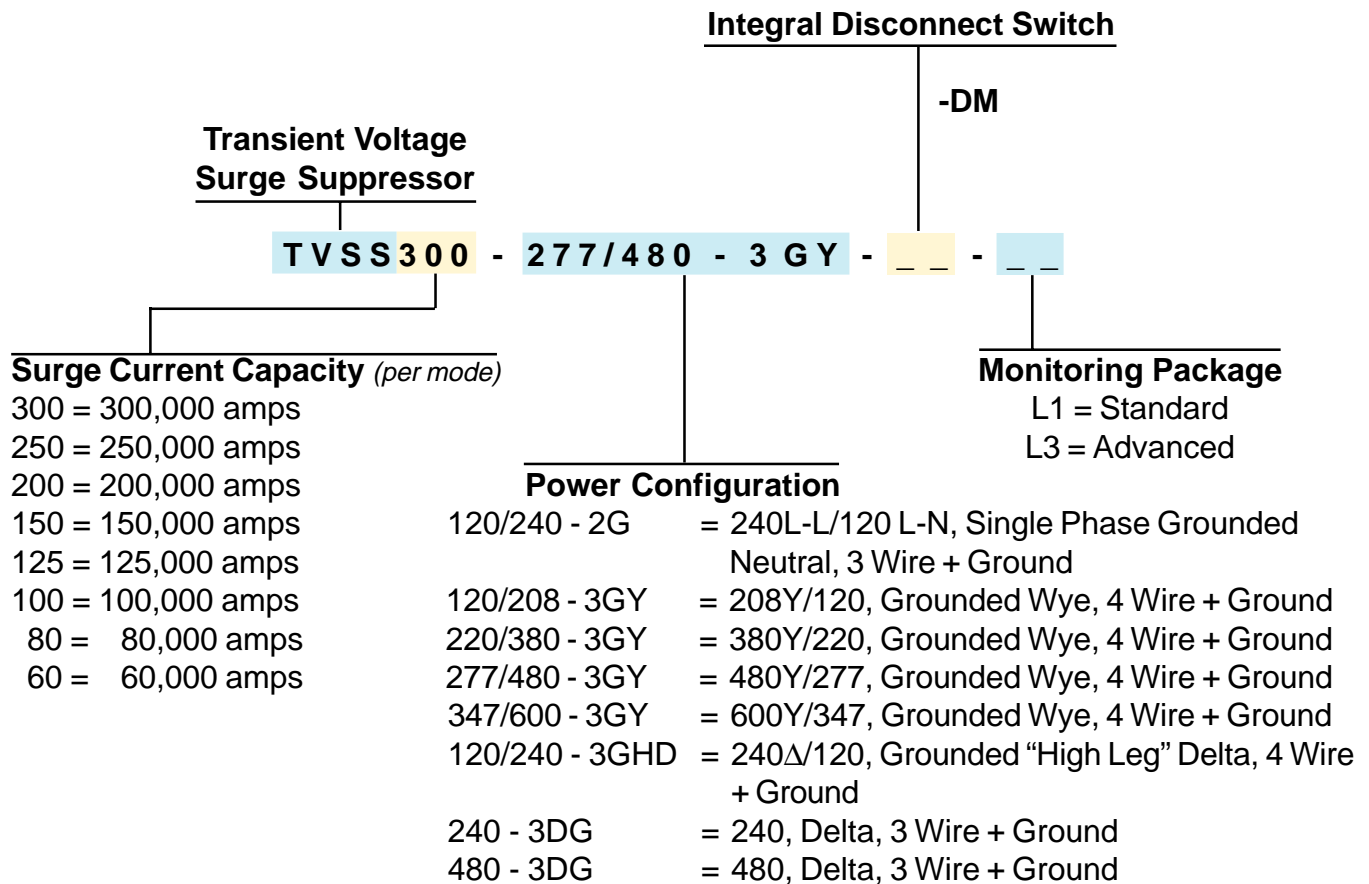 Integral Disconnect Switch
-DM
Transient Voltage
Surge Suppressor
TVSS300 - 277/480 - 3GY - _ _ - _ _
Surge Current Capacity (per mode)
300 = 300,000 amps
250 = 250,000 amps
200 = 200,000 amps
150 = 150,000 amps
125 = 125,000 amps
100 = 100,000 amps
80 = 80,000 amps
60 = 60,000 amps
Power Configuration
120/240 - 2G = 240L-L/120 L-N, Single Phase Grounded
Neutral, 3 Wire + Ground
120/208 - 3GY = 208Y/120, Grounded Wye, 4 Wire + Ground
220/380 - 3GY = 380Y/220, Grounded Wye, 4 Wire + Ground
277/480 - 3GY = 480Y/277, Grounded Wye, 4 Wire + Ground
347/600 - 3GY = 600Y/347, Grounded Wye, 4 Wire + Ground
120/240 - 3GHD = 240Δ/120, Grounded “High Leg” Delta, 4 Wire
+ Ground
240 - 3DG = 240, Delta, 3 Wire + Ground
480 - 3DG = 480, Delta, 3 Wire + Ground
Monitoring Package
L1 = Standard
L3 = Advanced